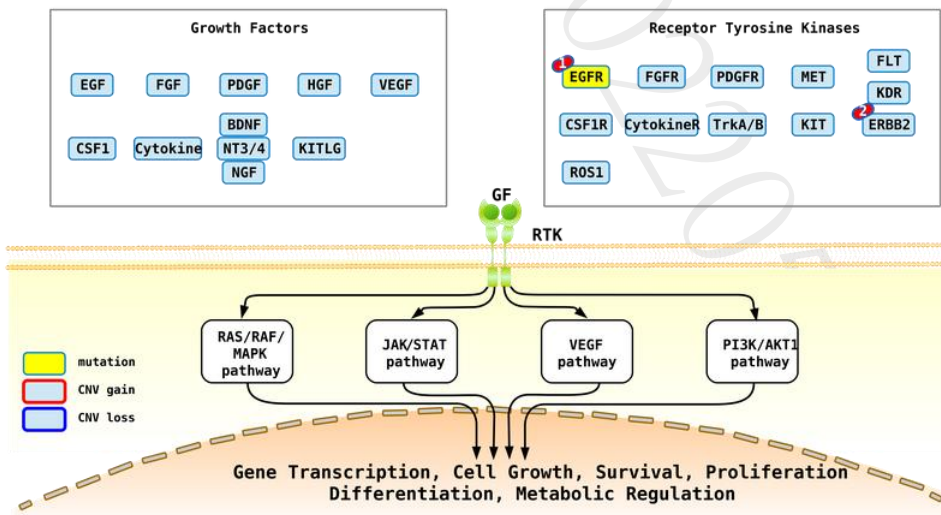 Growth Factors
EGF
FGF
PDGF
HGF
VEGF
BDNF
CSF1
Cytokine
NT3/4
KITLG
NGF
Receptor Tyrosine Kinases
1
EGFR
FGFR
PDGFR
MET
FLT
KDR
2
CSF1R
CytokineR
TrkA/B
KIT
ERBB2
ROS1
GF
RTK
RAS/RAF/
MAPK
pathway
JAK/STAT
pathway
VEGF
pathway
PI3K/AKT1
pathway
mutation
CNV gain
CNV loss
Gene Transcription, Cell Growth, Survival, Proliferation
Differentiation, Metabolic Regulation